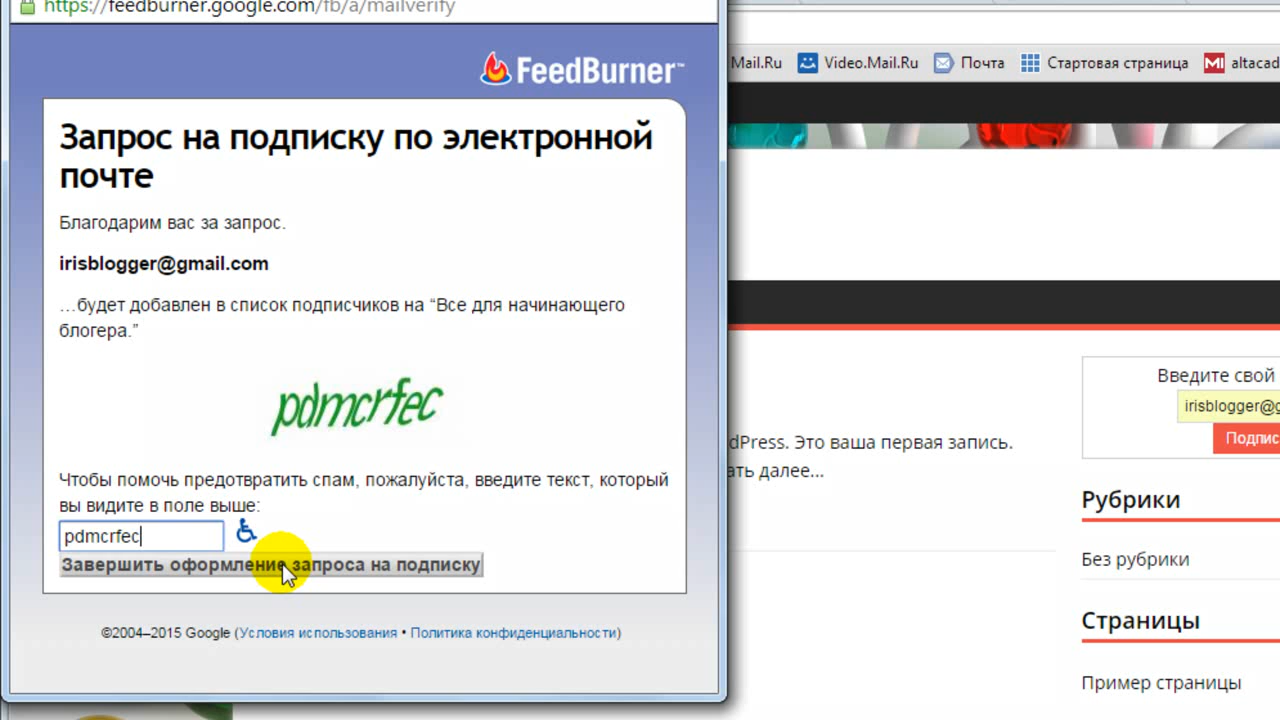 https://feedburner.google.com/fb/a/mailverify
FeedBurner™
Запрос на подписку по электронной
почте
Благодарим вас за запрос.
irisblogger@gmail.com
…будет добавлен в список подписчиков на “Все для начинающего
блогера.”
pdmcrfec
Чтобы помочь предотвратить спам, пожалуйста, введите текст, который
вы видите в поле выше:
pdmcrfec
Завершить оформление запроса на подписку
©2004–2015 Google (Условия использования • Политика конфиденциальности)
Mail.Ru Video.Mail.Ru Почта Стартовая страница altacad
dPress. Это ваша первая запись.
ать далее...
Введите свой
irisblogger@g
Подпис
Рубрики
Без рубрики
Страницы
Пример страницы